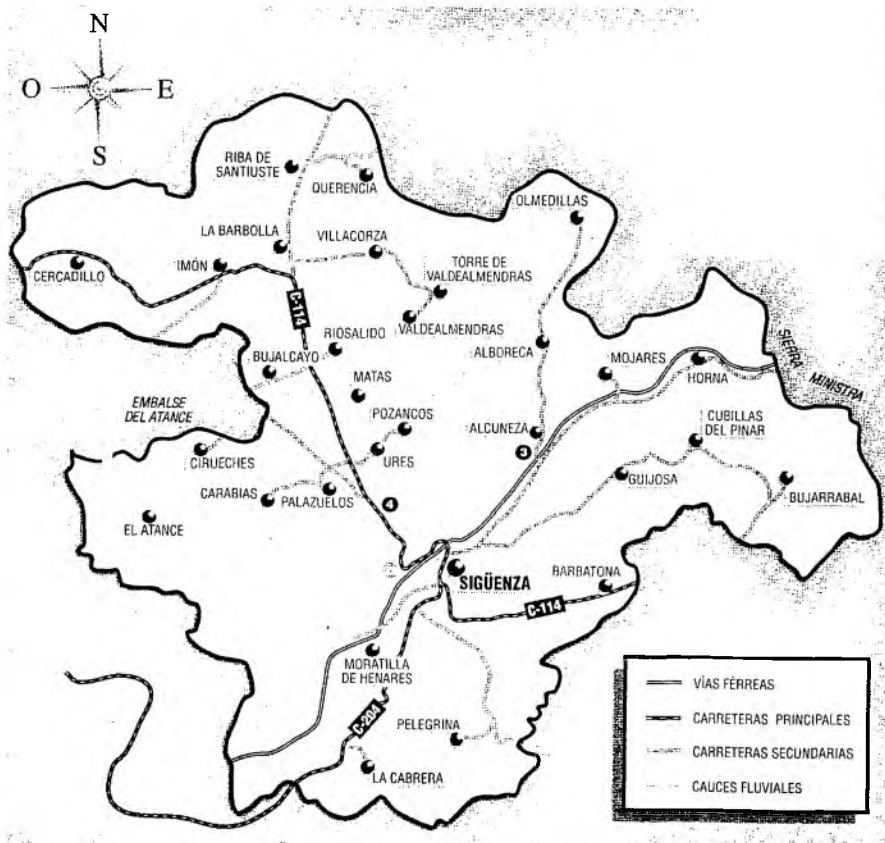 N
O
E
S
RIBA DE
SANTIUSTE
QUERENCIA
OLMEDILLAS
LA BARBOLLA
VILLACORZA
CERCADILLO
IMÓN
TORRE DE
VALDEALMENDRAS
C-114
VALDEALMENDRAS
RIOSALIDO
BUJALCAYO
ALBORECA
MOJARES
HORNA
SIERRA
MINISTRA
EMBALSE
DEL ATANCE
MATAS
POZANCOS
ALCUNEZA
3
CUBILLAS
DEL PINAR
CIRUECHES
URES
GUIJOSA
BUJARRABAL
CARABIAS
PALAZUELOS
4
EL ATANCE
SIGÜENZA
BARBATONA
C-114
MORATILLA
DE HENARES
C-204
PELEGRINA
LA CABRERA
VÍAS FÉRREAS
CARRETERAS PRINCIPALES
CARRETERAS SECUNDARIAS
CAUCES FLUVIALES